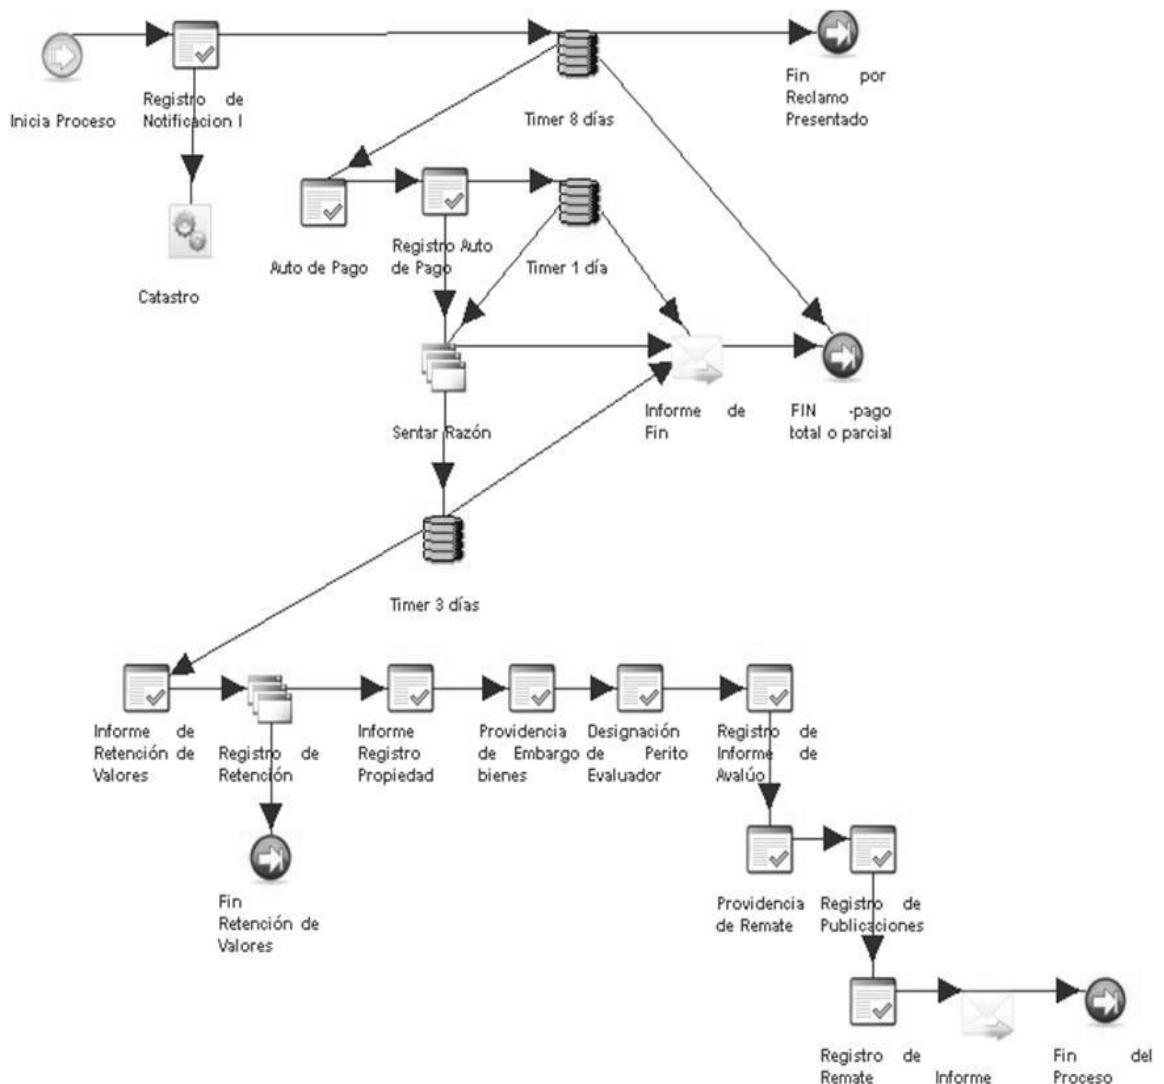 Inicia Proceso
Registro de
Notificacion I
Timer 8 días
Fin por
Reclamo
Presentado
Catastro
Auto de Pago
Registro Auto
de Pago
Timer 1 día
Sentar Razón
Informe de
Fin
FIN -pago
total o parcial
Timer 3 días
Informe de
Retención de
Valores
Registro de
Retención
Informe
Registro
Propiedad
Providencia
de Embargo
bienes
Designación
de Perito
Evaluador
Registro de
Informe de
Avalúo
Fin
Retención de
Valores
Providencia
de Remate
Registro de
Publicaciones
Registro de
Remate
Informe
Fin del
Proceso